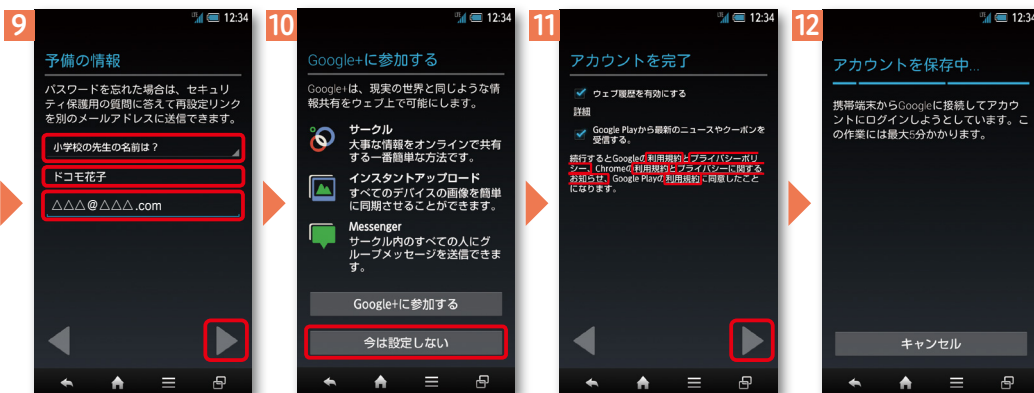 9
12:34
予備の情報
パスワードを忘れた場合は、セキュリ
ティ保護用の質問に答えて再設定リンク
を別のメールアドレスに送信できます。
小学校の先生の名前は？
ドコモ花子
△△△@△△△.com
10
12:34
Google+に参加する
Google+は、現実の世界と同じような情
報共有をウェブ上で可能にします。
サークル
大事な情報をオンラインで共有
する一番簡単な方法です。
インスタントアップロード
すべてのデバイスの画像を簡単
に同期させることができます。
Messenger
サークル内のすべての人にグ
ループメッセージを送信できま
す。
Google+に参加する
今は設定しない
11
12:34
アカウントを完了
ウェブ履歴を有効にする
詳細
Google Playから最新のニュースやクーポンを
受信する。
続行するとGoogleの利用規約とプライバシーポリ
シー、Chromeの利用規約とプライバシーに関する
お知らせ、Google Playの利用規約に同意したこと
になります。
12
12:34
アカウントを保存中...
携帯端末からGoogleに接続してアカウ
ントにログインしようとしています。こ
の作業には最大5分かかります。
キャンセル